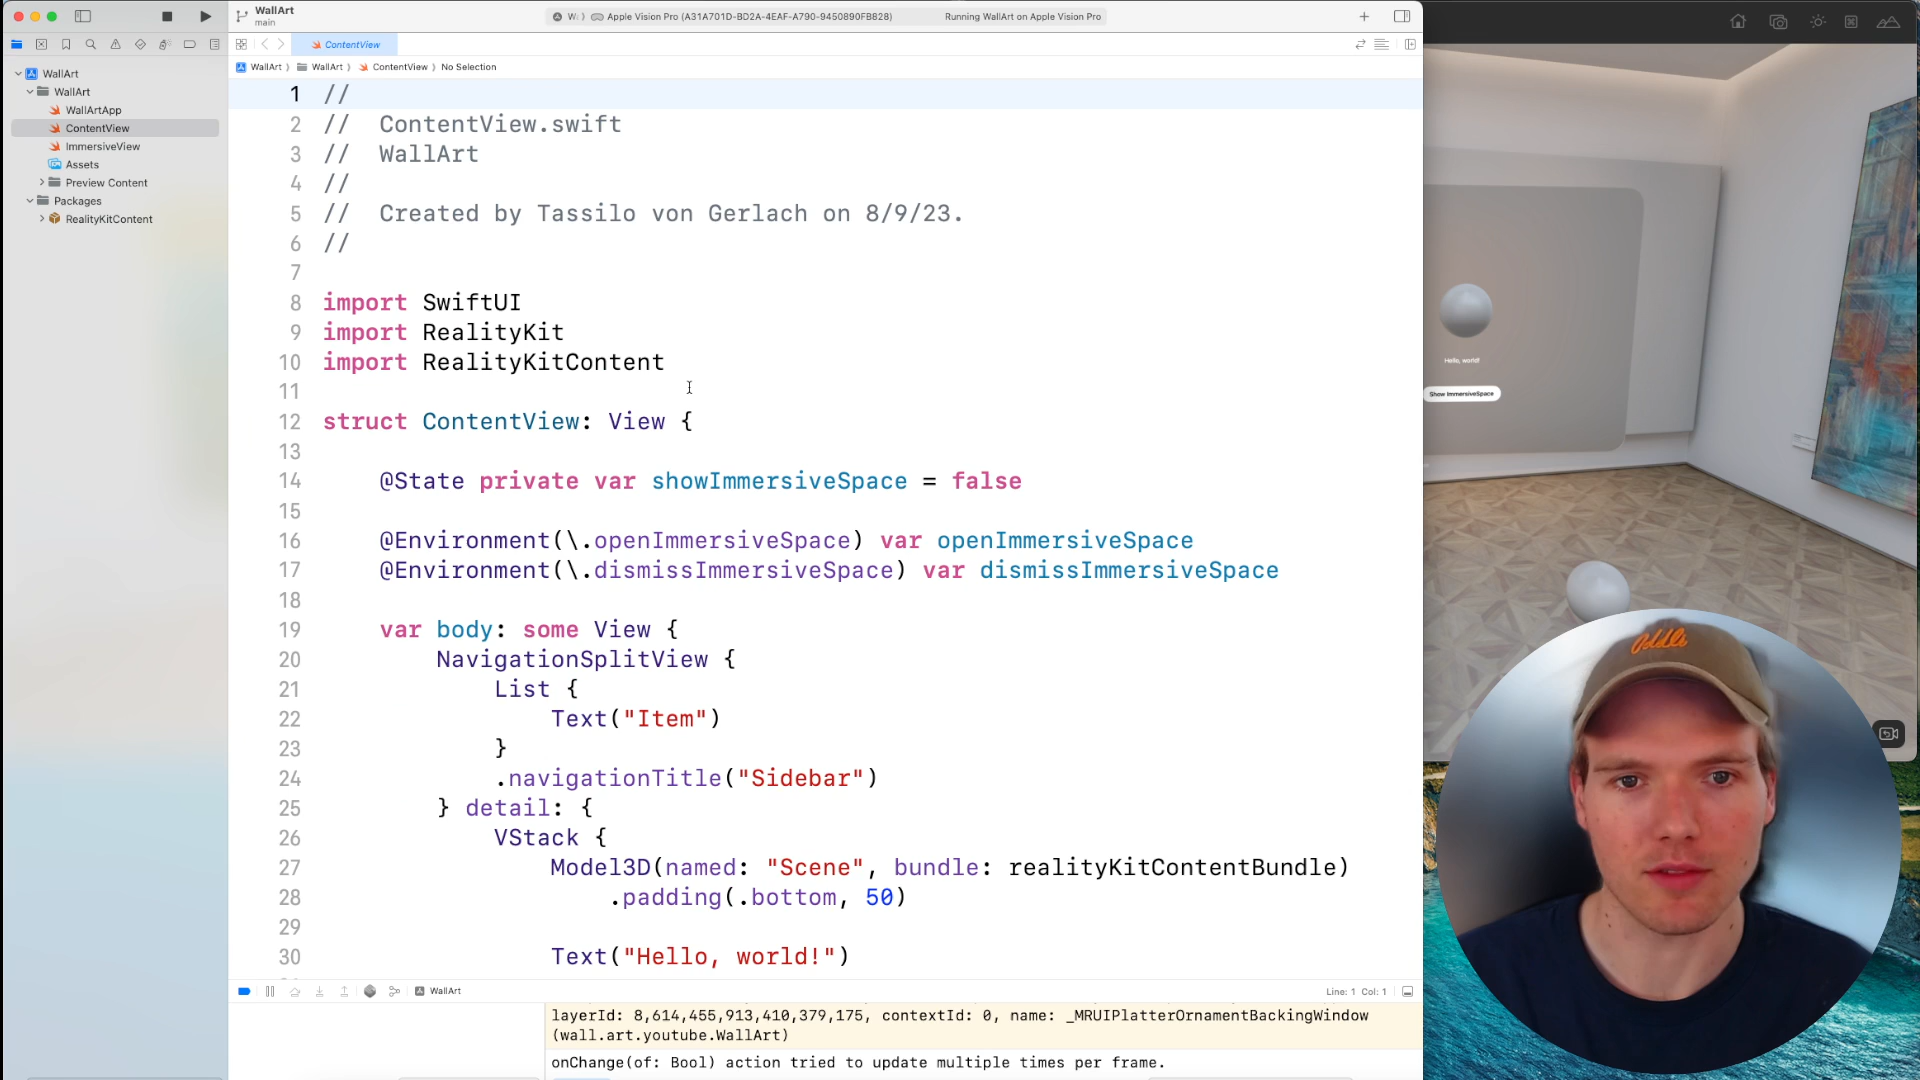 WallArt
main
W: ⟩ Apple Vision Pro (A31A701D-BD2A-4EAF-A790-9450890FB828)
Running WallArt on Apple Vision Pro
ContentView
WallArt ⟩ WallArt ⟩ ContentView ⟩ No Selection
WallArt
WallArt
WallArtApp
ContentView
ImmersiveView
Assets
Preview Content
Packages
RealityKitContent
1 //
2 //  ContentView.swift
3 //  WallArt
4 //
5 //  Created by Tassilo von Gerlach on 8/9/23.
6 //
7
8 import SwiftUI
9 import RealityKit
10 import RealityKitContent
11
12 struct ContentView: View {
13
14     @State private var showImmersiveSpace = false
15
16     @Environment(\.openImmersiveSpace) var openImmersiveSpace
17     @Environment(\.dismissImmersiveSpace) var dismissImmersiveSpace
18
19     var body: some View {
20         NavigationSplitView {
21             List {
22                 Text("Item")
23             }
24             .navigationTitle("Sidebar")
25         } detail: {
26             VStack {
27                 Model3D(named: "Scene", bundle: realityKitContentBundle)
28                     .padding(.bottom, 50)
29
30                 Text("Hello, world!")
WallArt
Line: 1 Col: 1
layerId: 8,614,455,913,410,379,175, contextId: 0, name: _MRUIPlatterOrnamentBackingWindow
(wall.art.youtube.WallArt)
onChange(of: Bool) action tried to update multiple times per frame.
Hello, world!
Show ImmersiveSpace